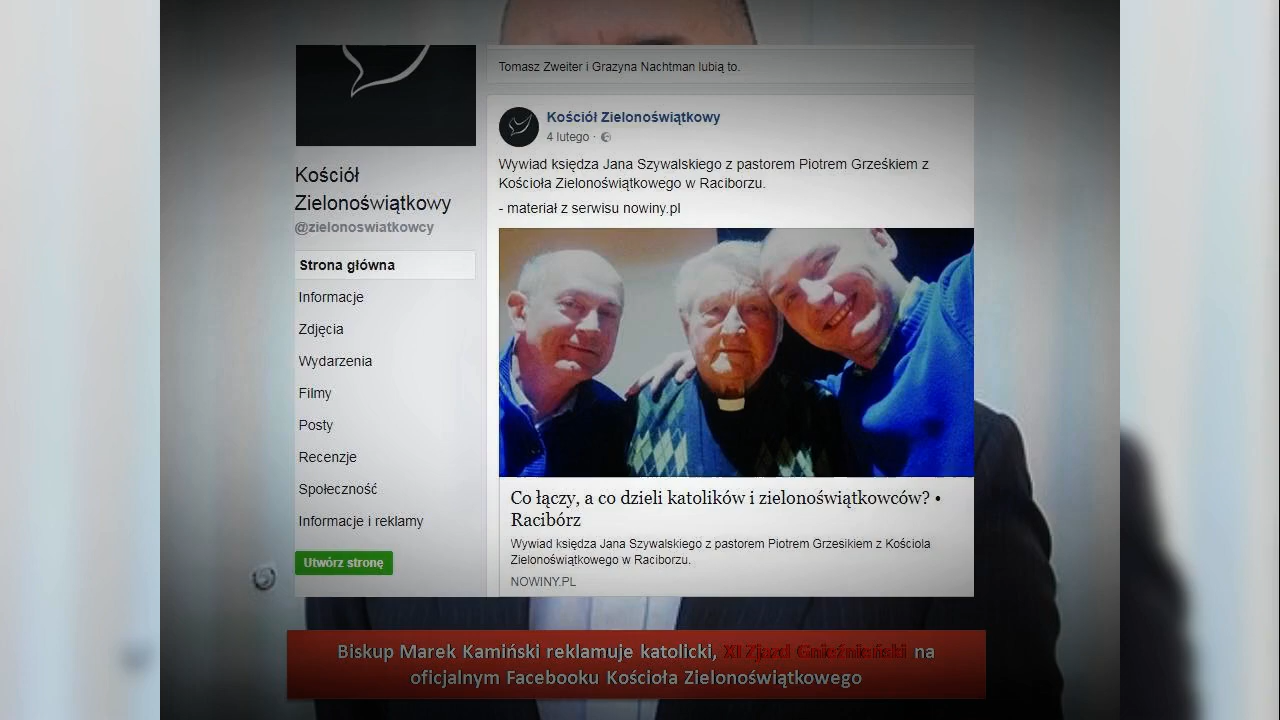 Tomasz Zweiter i Grazyna Nachtman lubią to.
Kościół Zielonoświątkowy
4 lutego ·
Wywiad księdza Jana Szywalskiego z pastorem Piotrem Grześkiem z
Kościoła Zielonoświątkowego w Raciborzu.
- materiał z serwisu nowiny.pl
Kościół
Zielonoświątkowy
@zielonoswiatkowcy
Strona główna
Informacje
Zdjęcia
Wydarzenia
Filmy
Posty
Recenzje
Społeczność
Informacje i reklamy
Utwórz stronę
Co łączy, a co dzieli katolików i zielonoświątkowców? •
Racibórz
Wywiad księdza Jana Szywalskiego z pastorem Piotrem Grzesikiem z Kościola
Zielonoświątkowego w Raciborzu.
NOWINY.PL
Biskup Marek Kamiński reklamuje katolicki, XI Zjazd Gnieźnieński na
oficjalnym Facebooku Kościoła Zielonoświątkowego